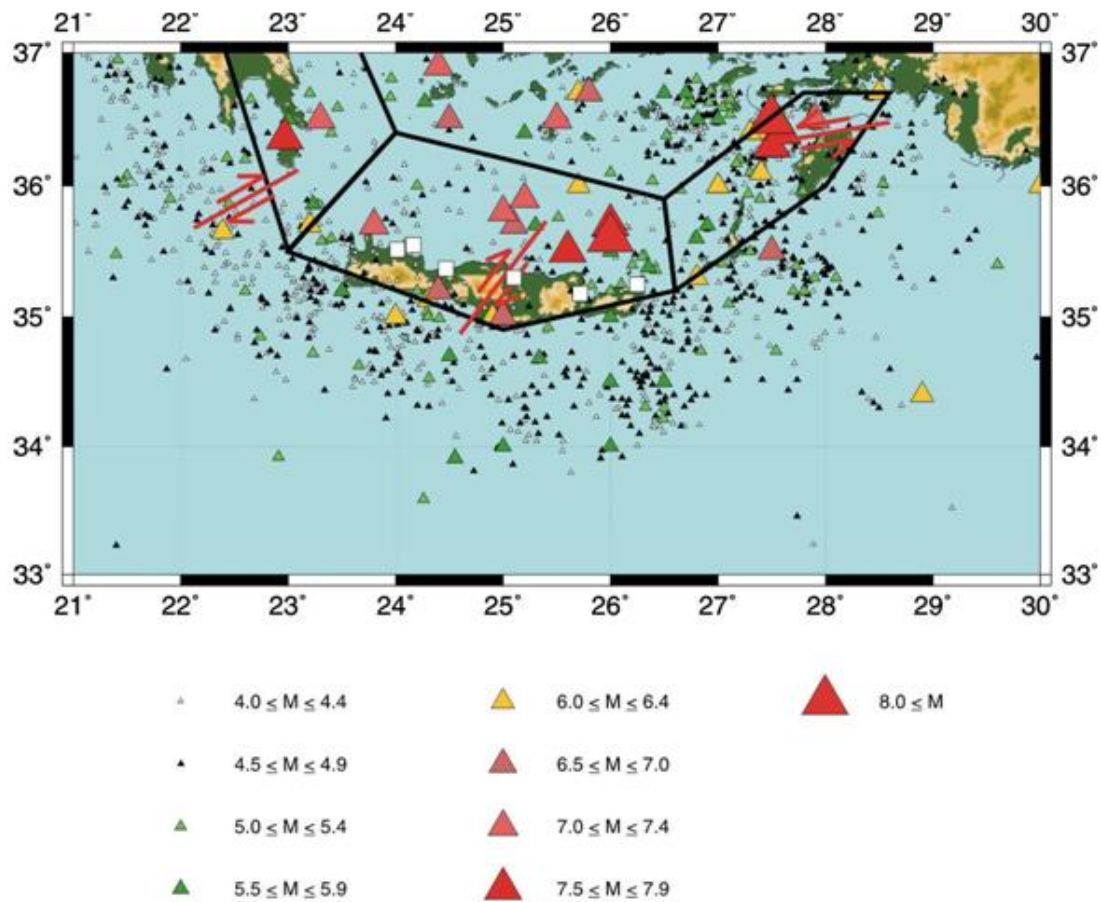 21˚ 22˚ 23˚ 24˚ 25˚ 26˚ 27˚ 28˚ 29˚ 30˚
37˚ 37˚
36˚ 36˚
35˚ 35˚
34˚ 34˚
33˚ 33˚
21˚ 22˚ 23˚ 24˚ 25˚ 26˚ 27˚ 28˚ 29˚ 30˚
4.0 ≤ M ≤ 4.4 6.0 ≤ M ≤ 6.4 8.0 ≤ M
4.5 ≤ M ≤ 4.9 6.5 ≤ M ≤ 7.0
5.0 ≤ M ≤ 5.4 7.0 ≤ M ≤ 7.4
5.5 ≤ M ≤ 5.9 7.5 ≤ M ≤ 7.9